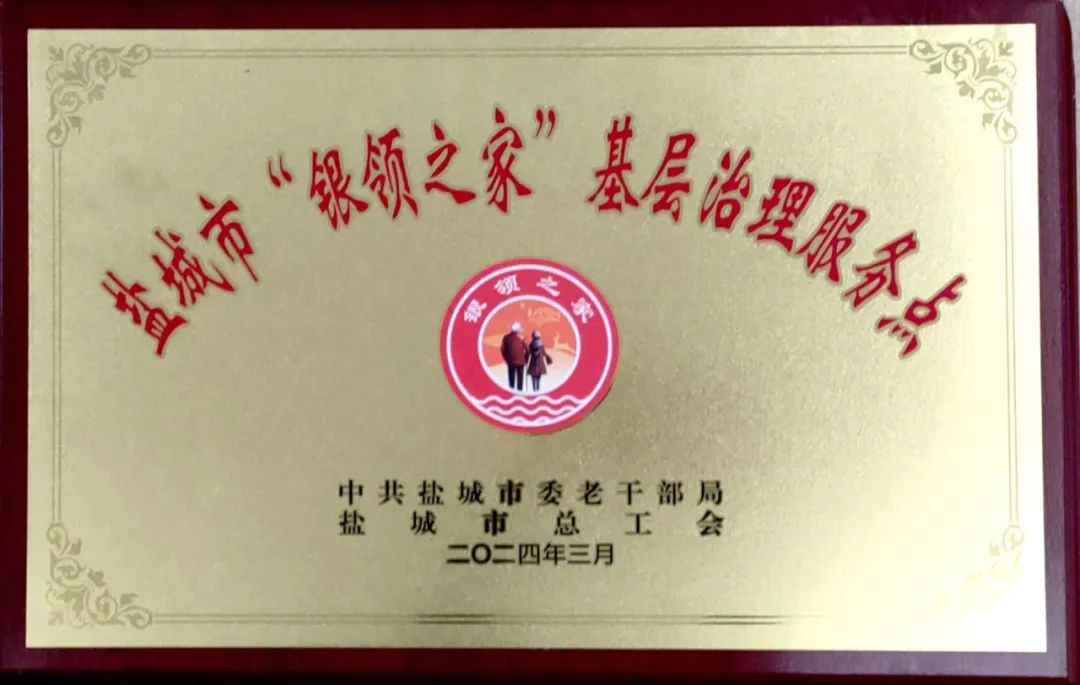 盐城市“银领之家”基层治理服务点
银领之家
中共盐城市委老干部局
盐城市总工会
二〇二四年三月